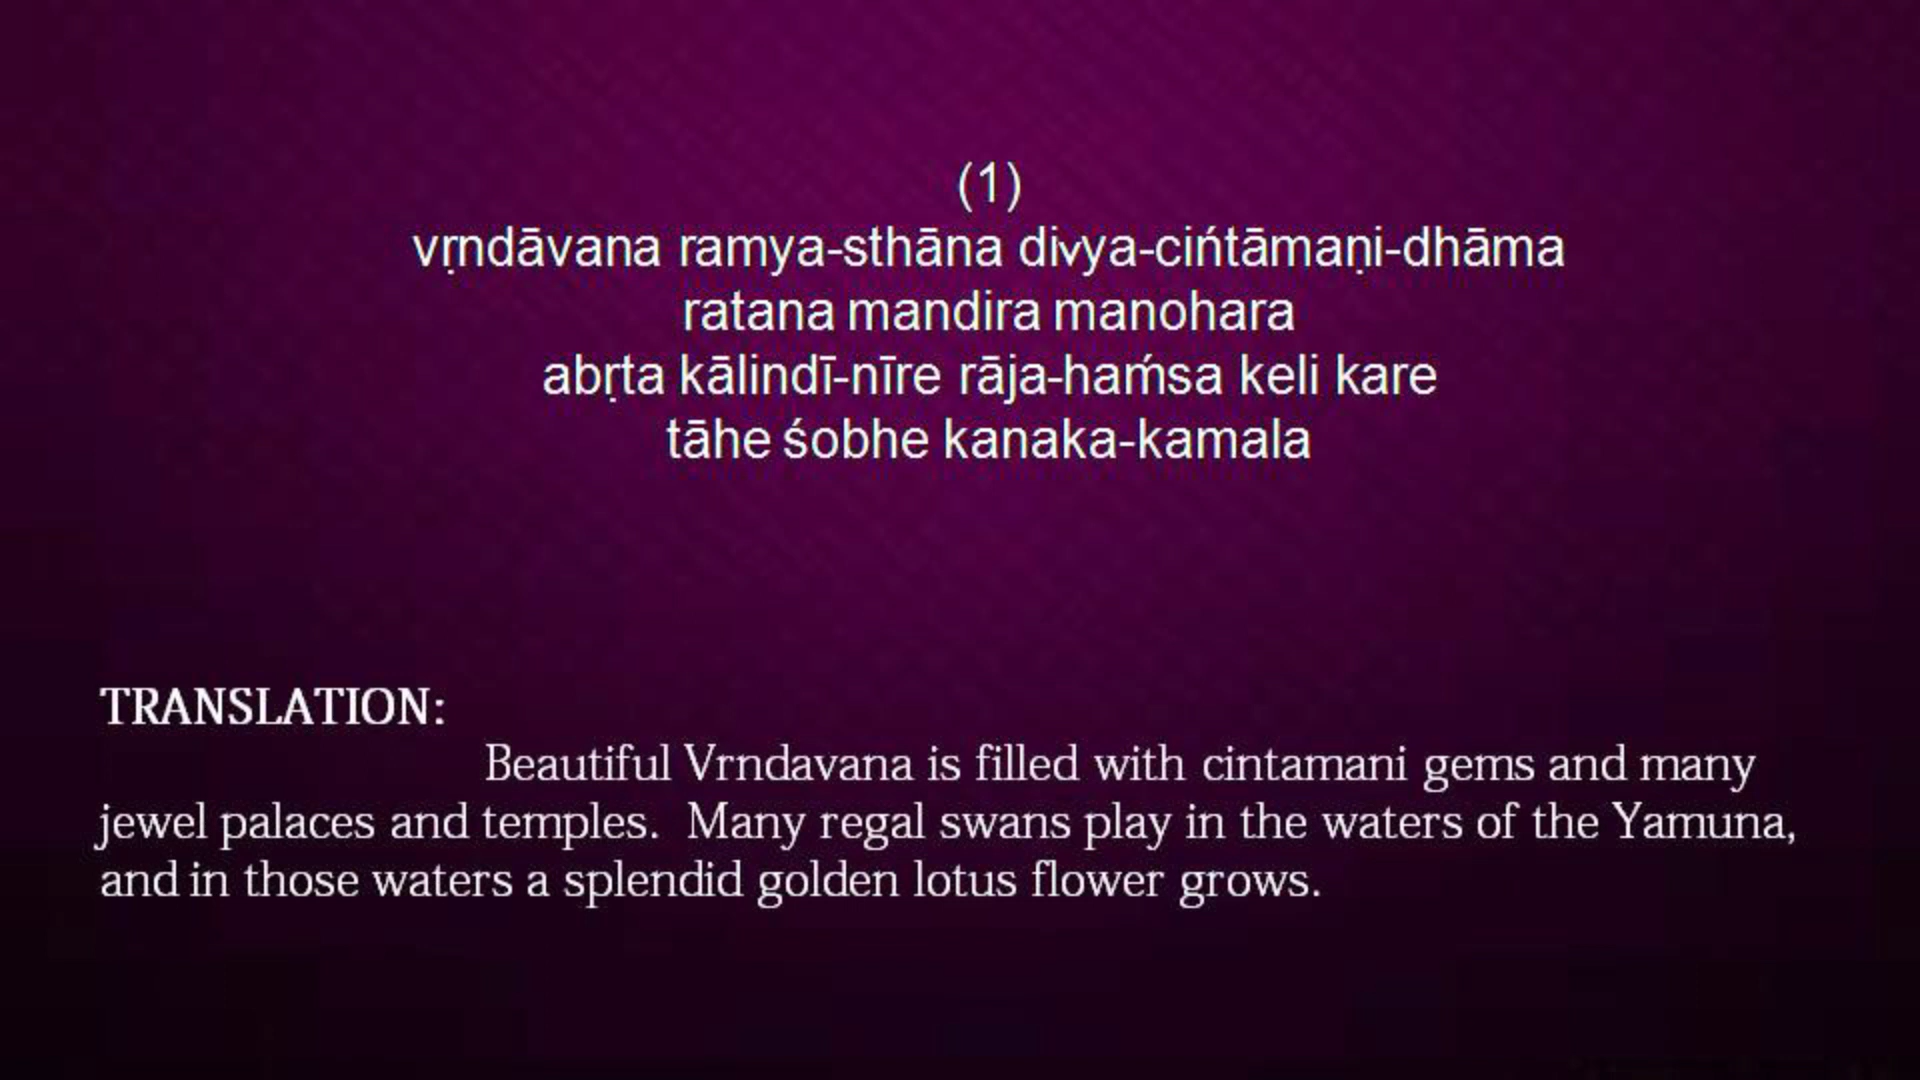 (1)
vṛndāvana ramya-sthāna divya-cińtāmaṇi-dhāma
ratana mandira manohara
abṛta kālindī-nīre rāja-haḿsa keli kare
tāhe śobhe kanaka-kamala
TRANSLATION:
Beautiful Vrndavana is filled with cintamani gems and many
jewel palaces and temples.  Many regal swans play in the waters of the Yamuna,
and in those waters a splendid golden lotus flower grows.